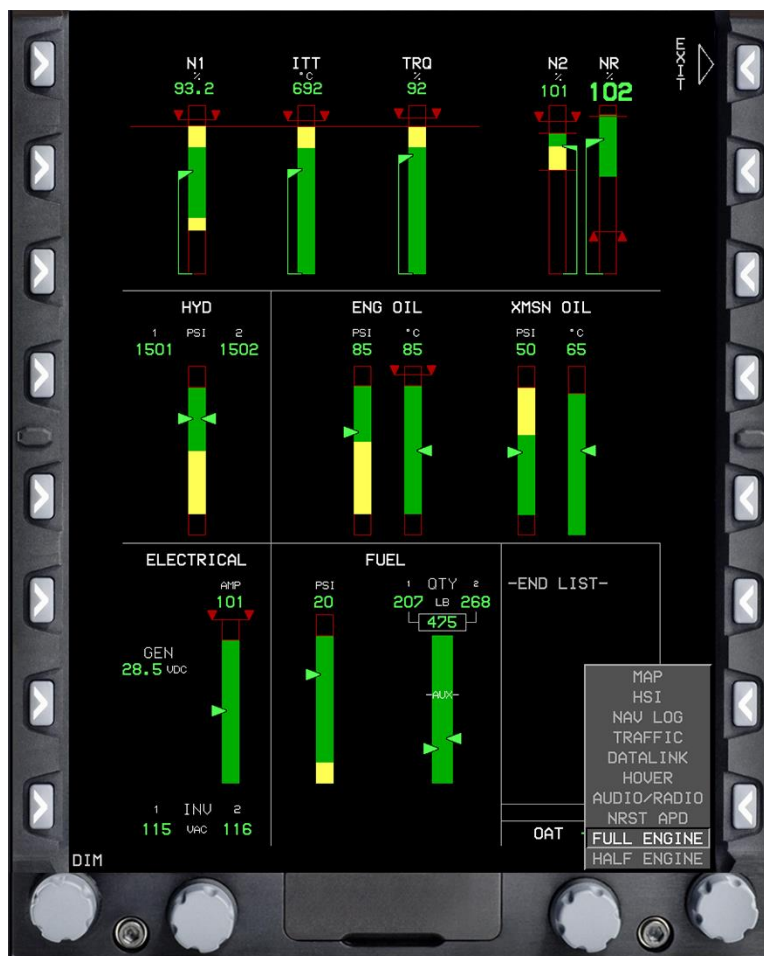 EXIT
N1 ITT TRQ N2 NR
% °C % % %
93.2 692 92 101 102
HYD ENG OIL XMSN OIL
1 PSI 2 PSI °C PSI °C
1501 1502 85 85 50 65
ELECTRICAL FUEL
AMP PSI 1 QTY 2 -END LIST-
101 20 207 LB 268
475
GEN
28.5 VDC
-AUX-
MAP
HSI
NAV LOG
TRAFFIC
DATALINK
HOVER
AUDIO/RADIO
1 INV 2 NRST APD
115 VAC 116 OAT FULL ENGINE
DIM HALF ENGINE